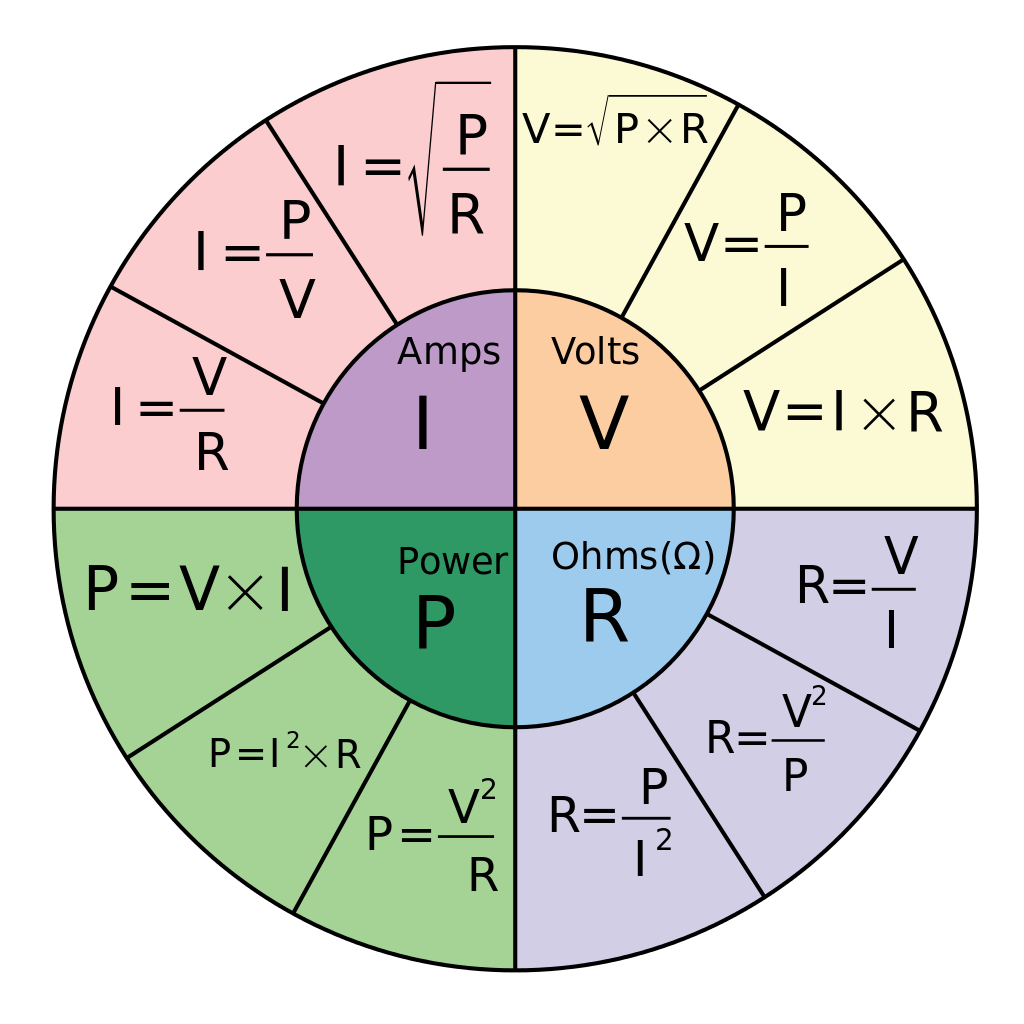 I = √(P/R)
V=√(P×R)
I = P/V
V = P/I
I = V/R
V = I × R
Amps
I
Volts
V
Power
P
Ohms(Ω)
R
P = V × I
R = V/I
P = I² × R
R = V²/P
P = V²/R
R = P/I²